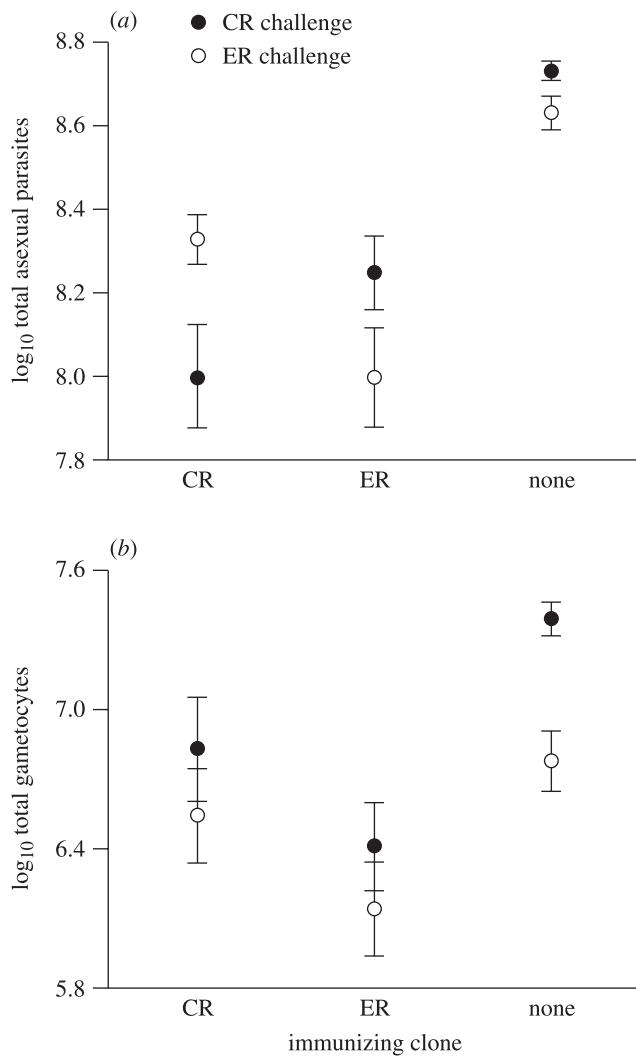 (a)
CR challenge
ER challenge
log10 total asexual parasites
8.8
8.6
8.4
8.2
8.0
7.8
CR ER none
(b)
log10 total gametocytes
7.6
7.0
6.4
5.8
CR ER none
immunizing clone